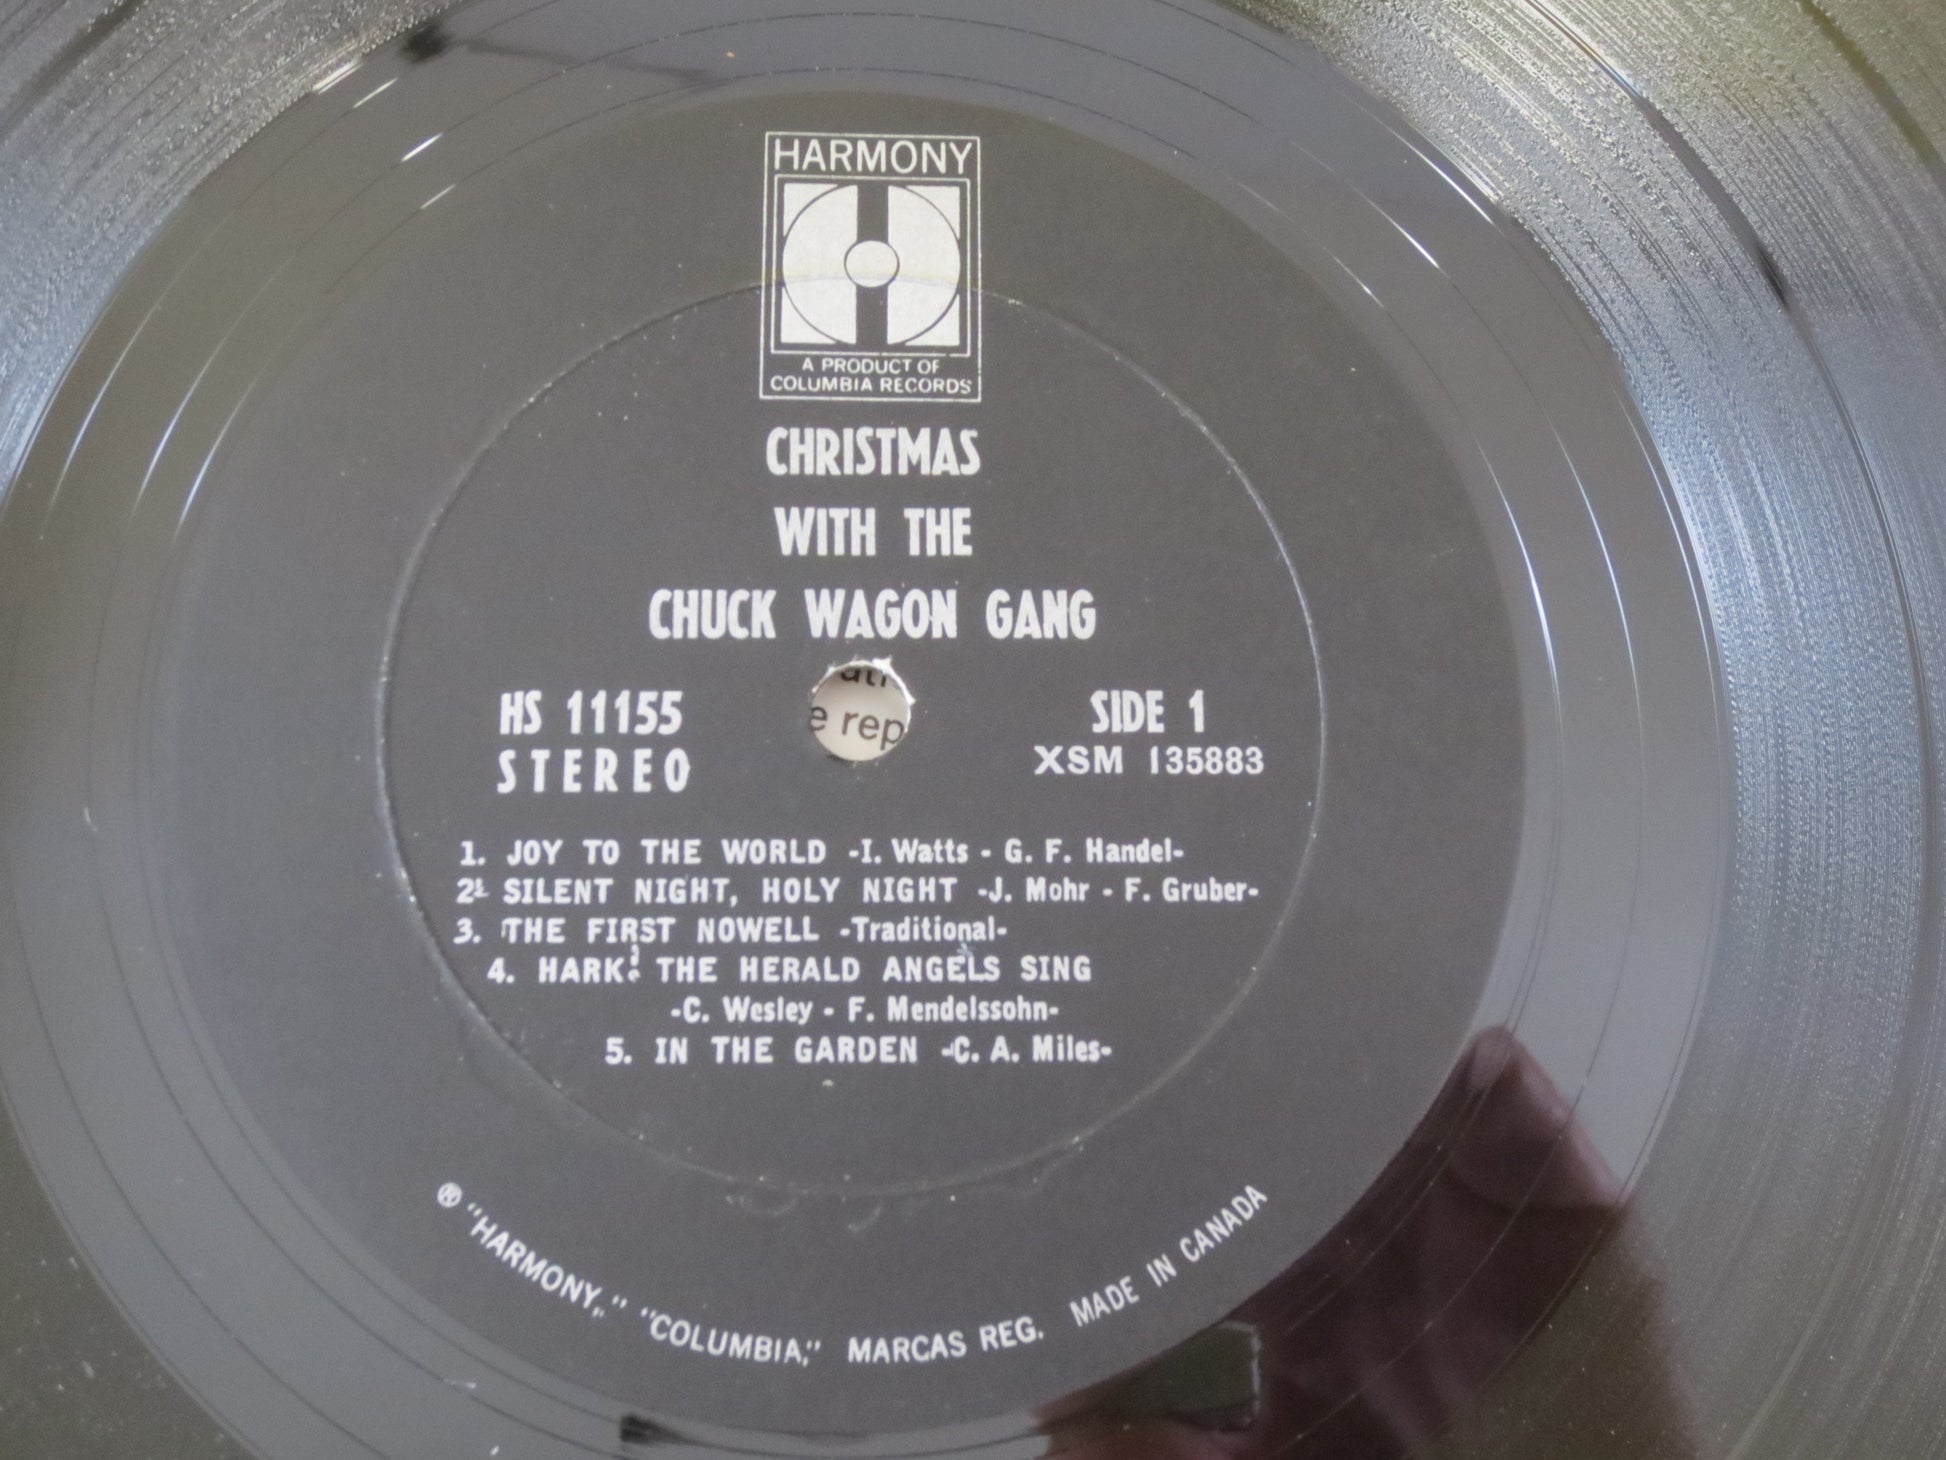 HARMONY
A PRODUCT OF
COLUMBIA RECORDS
CHRISTMAS
WITH THE
CHUCK WAGON GANG
HS 11155
STEREO
e rep
SIDE 1
XSM 135883
1. JOY TO THE WORLD -I. Watts - G. F. Handel-
2. SILENT NIGHT, HOLY NIGHT -J. Mohr - F. Gruber-
3. THE FIRST NOWELL -Traditional-
4. HARK! THE HERALD ANGELS SING
-C. Wesley - F. Mendelssohn-
5. IN THE GARDEN -C. A. Miles-
® "HARMONY," "COLUMBIA," MARCAS REG. MADE IN CANADA